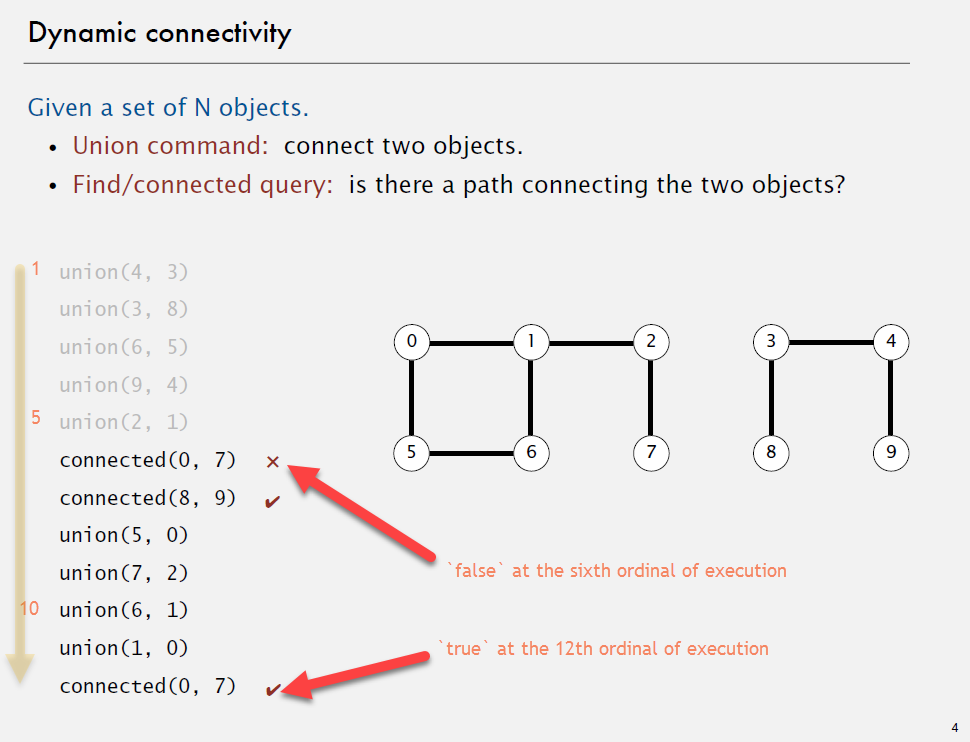 Dynamic connectivity
Given a set of N objects.
• Union command: connect two objects.
• Find/connected query: is there a path connecting the two objects?
1 union(4, 3)
union(3, 8)
union(6, 5)
union(9, 4)
5 union(2, 1)
connected(0, 7) ×
connected(8, 9) ✔
union(5, 0)
union(7, 2)
10 union(6, 1)
union(1, 0)
connected(0, 7) ✔
0 1 2 3 4
5 6 7 8 9
`false` at the sixth ordinal of execution
`true` at the 12th ordinal of execution
4